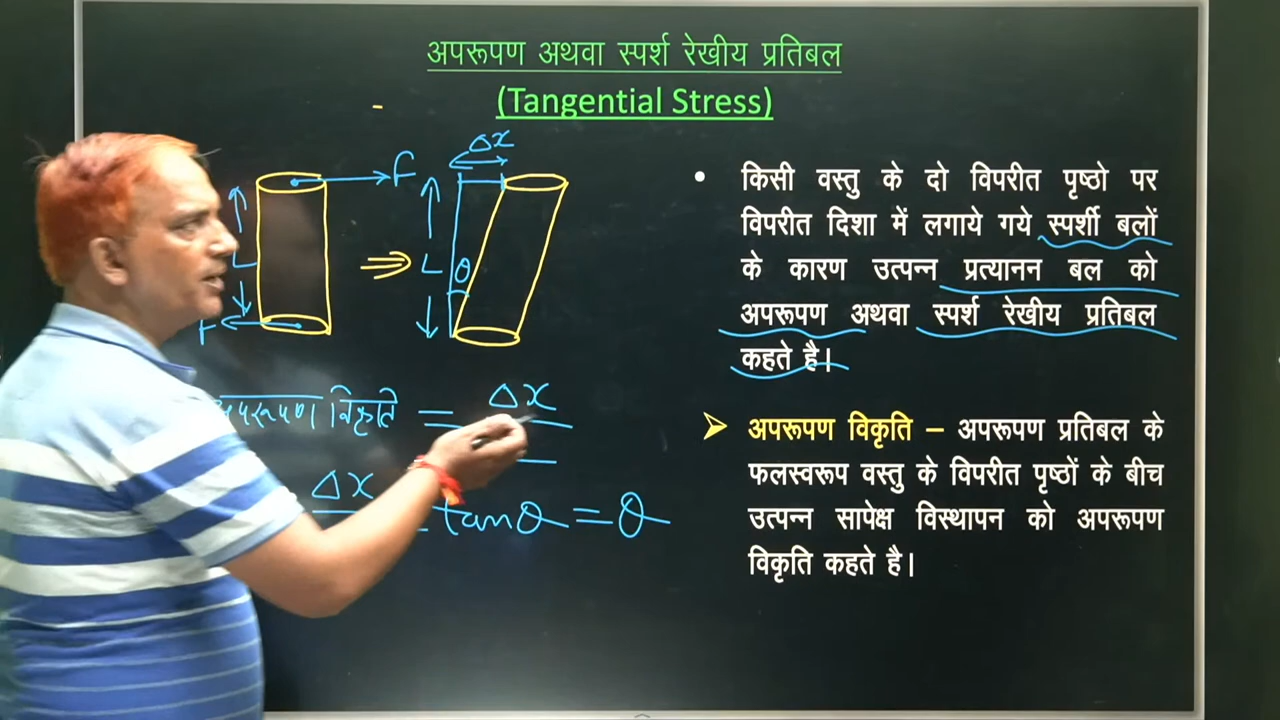 अपरूपण अथवा स्पर्श रेखीय प्रतिबल
(Tangential Stress)
Δx
F
L
θ
L
F
अपरूपण विकृति = Δx
Δx
tanθ = θ
• किसी वस्तु के दो विपरीत पृष्ठो पर
विपरीत दिशा में लगाये गये स्पर्शी बलों
के कारण उत्पन्न प्रत्यानन बल को
अपरूपण अथवा स्पर्श रेखीय प्रतिबल
कहते है।
➢ अपरूपण विकृति – अपरूपण प्रतिबल के
फलस्वरूप वस्तु के विपरीत पृष्ठों के बीच
उत्पन्न सापेक्ष विस्थापन को अपरूपण
विकृति कहते है।